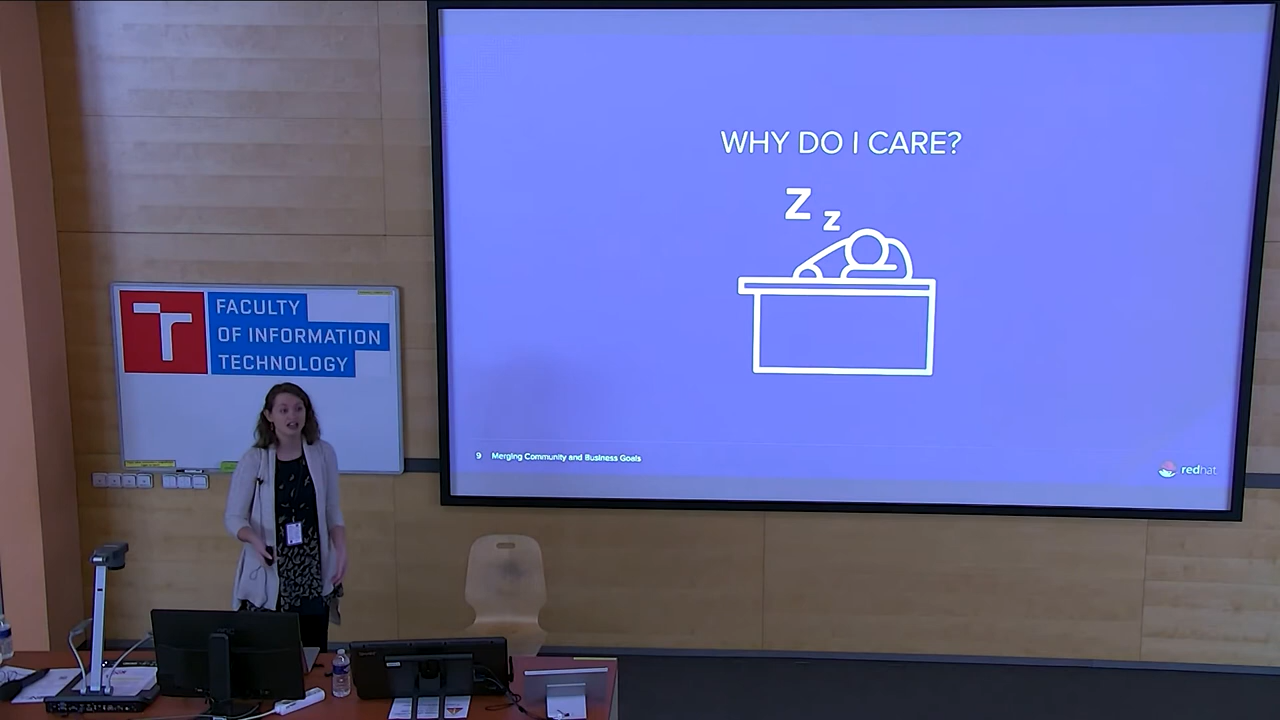 WHY DO I CARE?
Z
z
9 Merging Community and Business Goals
redhat
T
FACULTY
OF INFORMATION
TECHNOLOGY